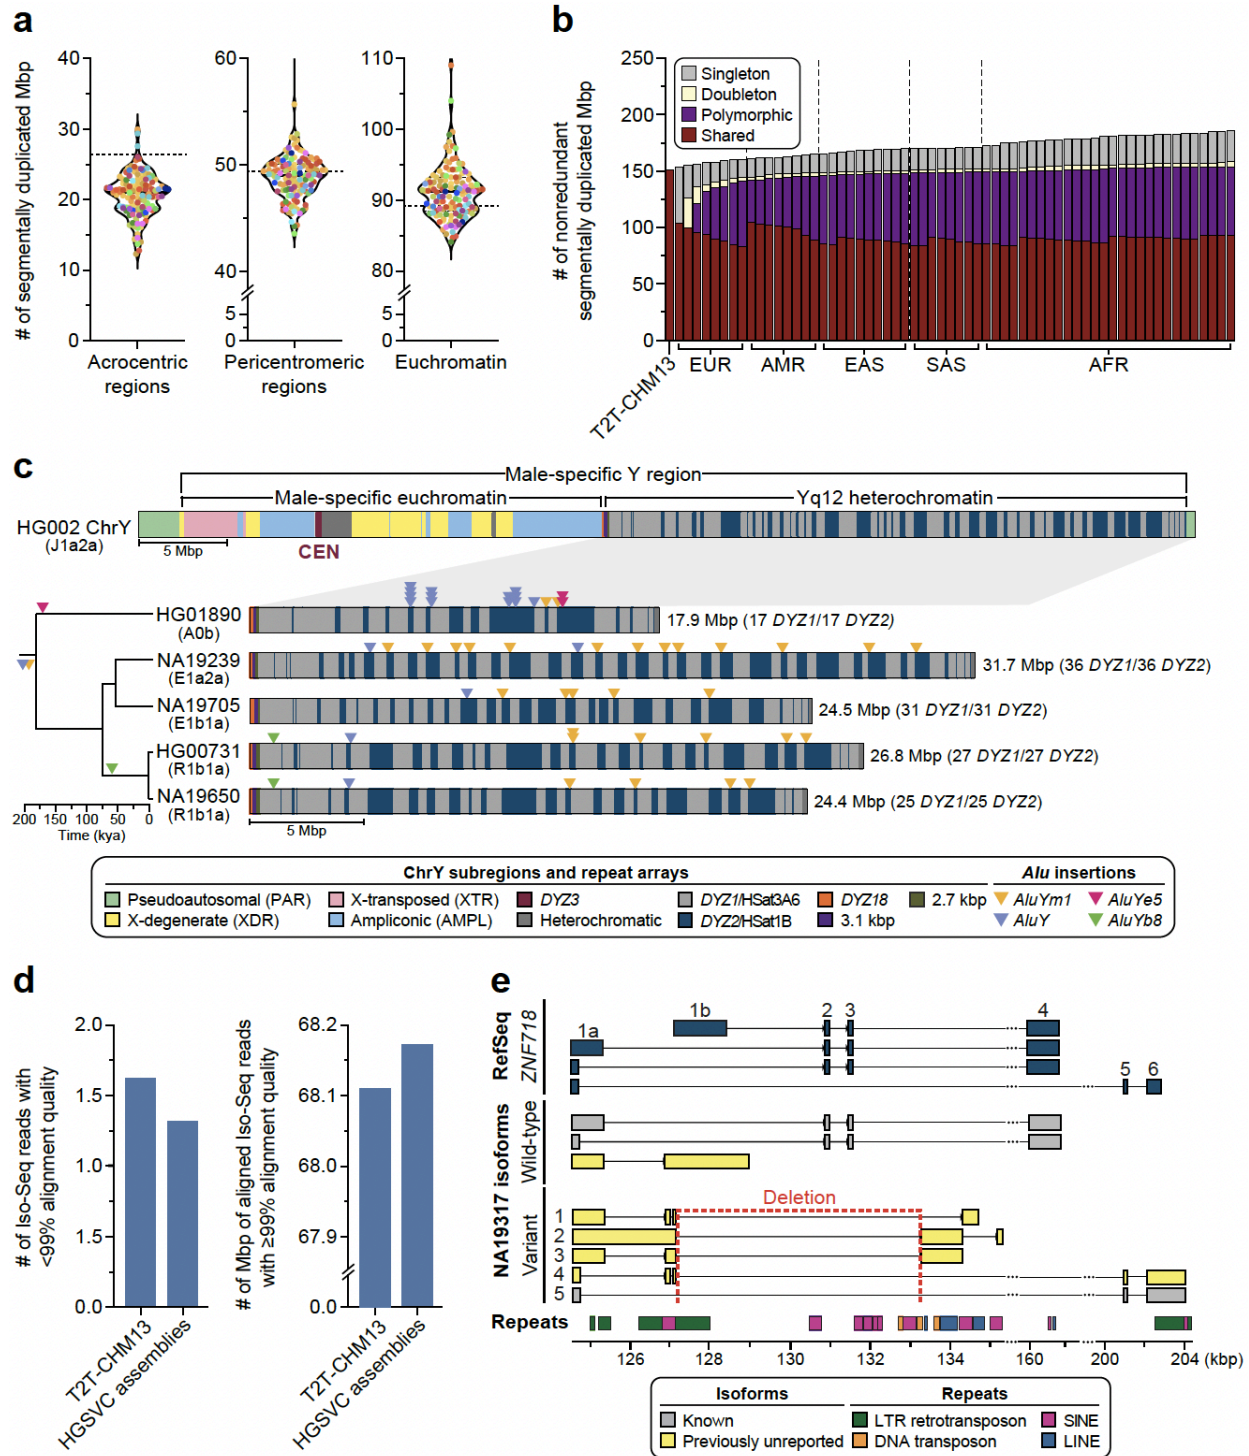 a
# of segmentally duplicated Mbp
40
30
20
10
0
Acrocentric
regions
60
50
40
5
0
Pericentromeric
regions
110
100
90
80
5
0
Euchromatin
b
# of nonredundant
segmentally duplicated Mbp
250
200
150
100
50
0
Singleton
Doubleton
Polymorphic
Shared
T2T-CHM13
EUR
AMR
EAS
SAS
AFR
c
Male-specific Y region
Male-specific euchromatin
Yq12 heterochromatin
HG002 ChrY
(J1a2a)
5 Mbp
CEN
HG01890
(A0b)
17.9 Mbp (17 DYZ1/17 DYZ2)
NA19239
(E1a2a)
31.7 Mbp (36 DYZ1/36 DYZ2)
NA19705
(E1b1a)
24.5 Mbp (31 DYZ1/31 DYZ2)
HG00731
(R1b1a)
26.8 Mbp (27 DYZ1/27 DYZ2)
NA19650
(R1b1a)
24.4 Mbp (25 DYZ1/25 DYZ2)
200 150 100 50 0
Time (kya)
5 Mbp
ChrY subregions and repeat arrays
Alu insertions
Pseudoautosomal (PAR)
X-transposed (XTR)
DYZ3
DYZ1/HSat3A6
DYZ18
2.7 kbp
AluYm1
AluYe5
X-degenerate (XDR)
Ampliconic (AMPL)
Heterochromatic
DYZ2/HSat1B
3.1 kbp
AluY
AluYb8
d
# of Iso-Seq reads with
<99% alignment quality
2.0
1.5
1.0
0.5
0.0
T2T-CHM13
HGSVC assemblies
# of Mbp of aligned Iso-Seq reads
with ≥99% alignment quality
68.2
68.1
68.0
67.9
0.0
T2T-CHM13
HGSVC assemblies
e
RefSeq
ZNF718
1a
1b
2
3
4
5
6
NA19317 isoforms
Wild-type
Variant
Deletion
1
2
3
4
5
Repeats
126 128 130 132 134 160 200 204 (kbp)
Isoforms
Repeats
Known
LTR retrotransposon
SINE
Previously unreported
DNA transposon
LINE